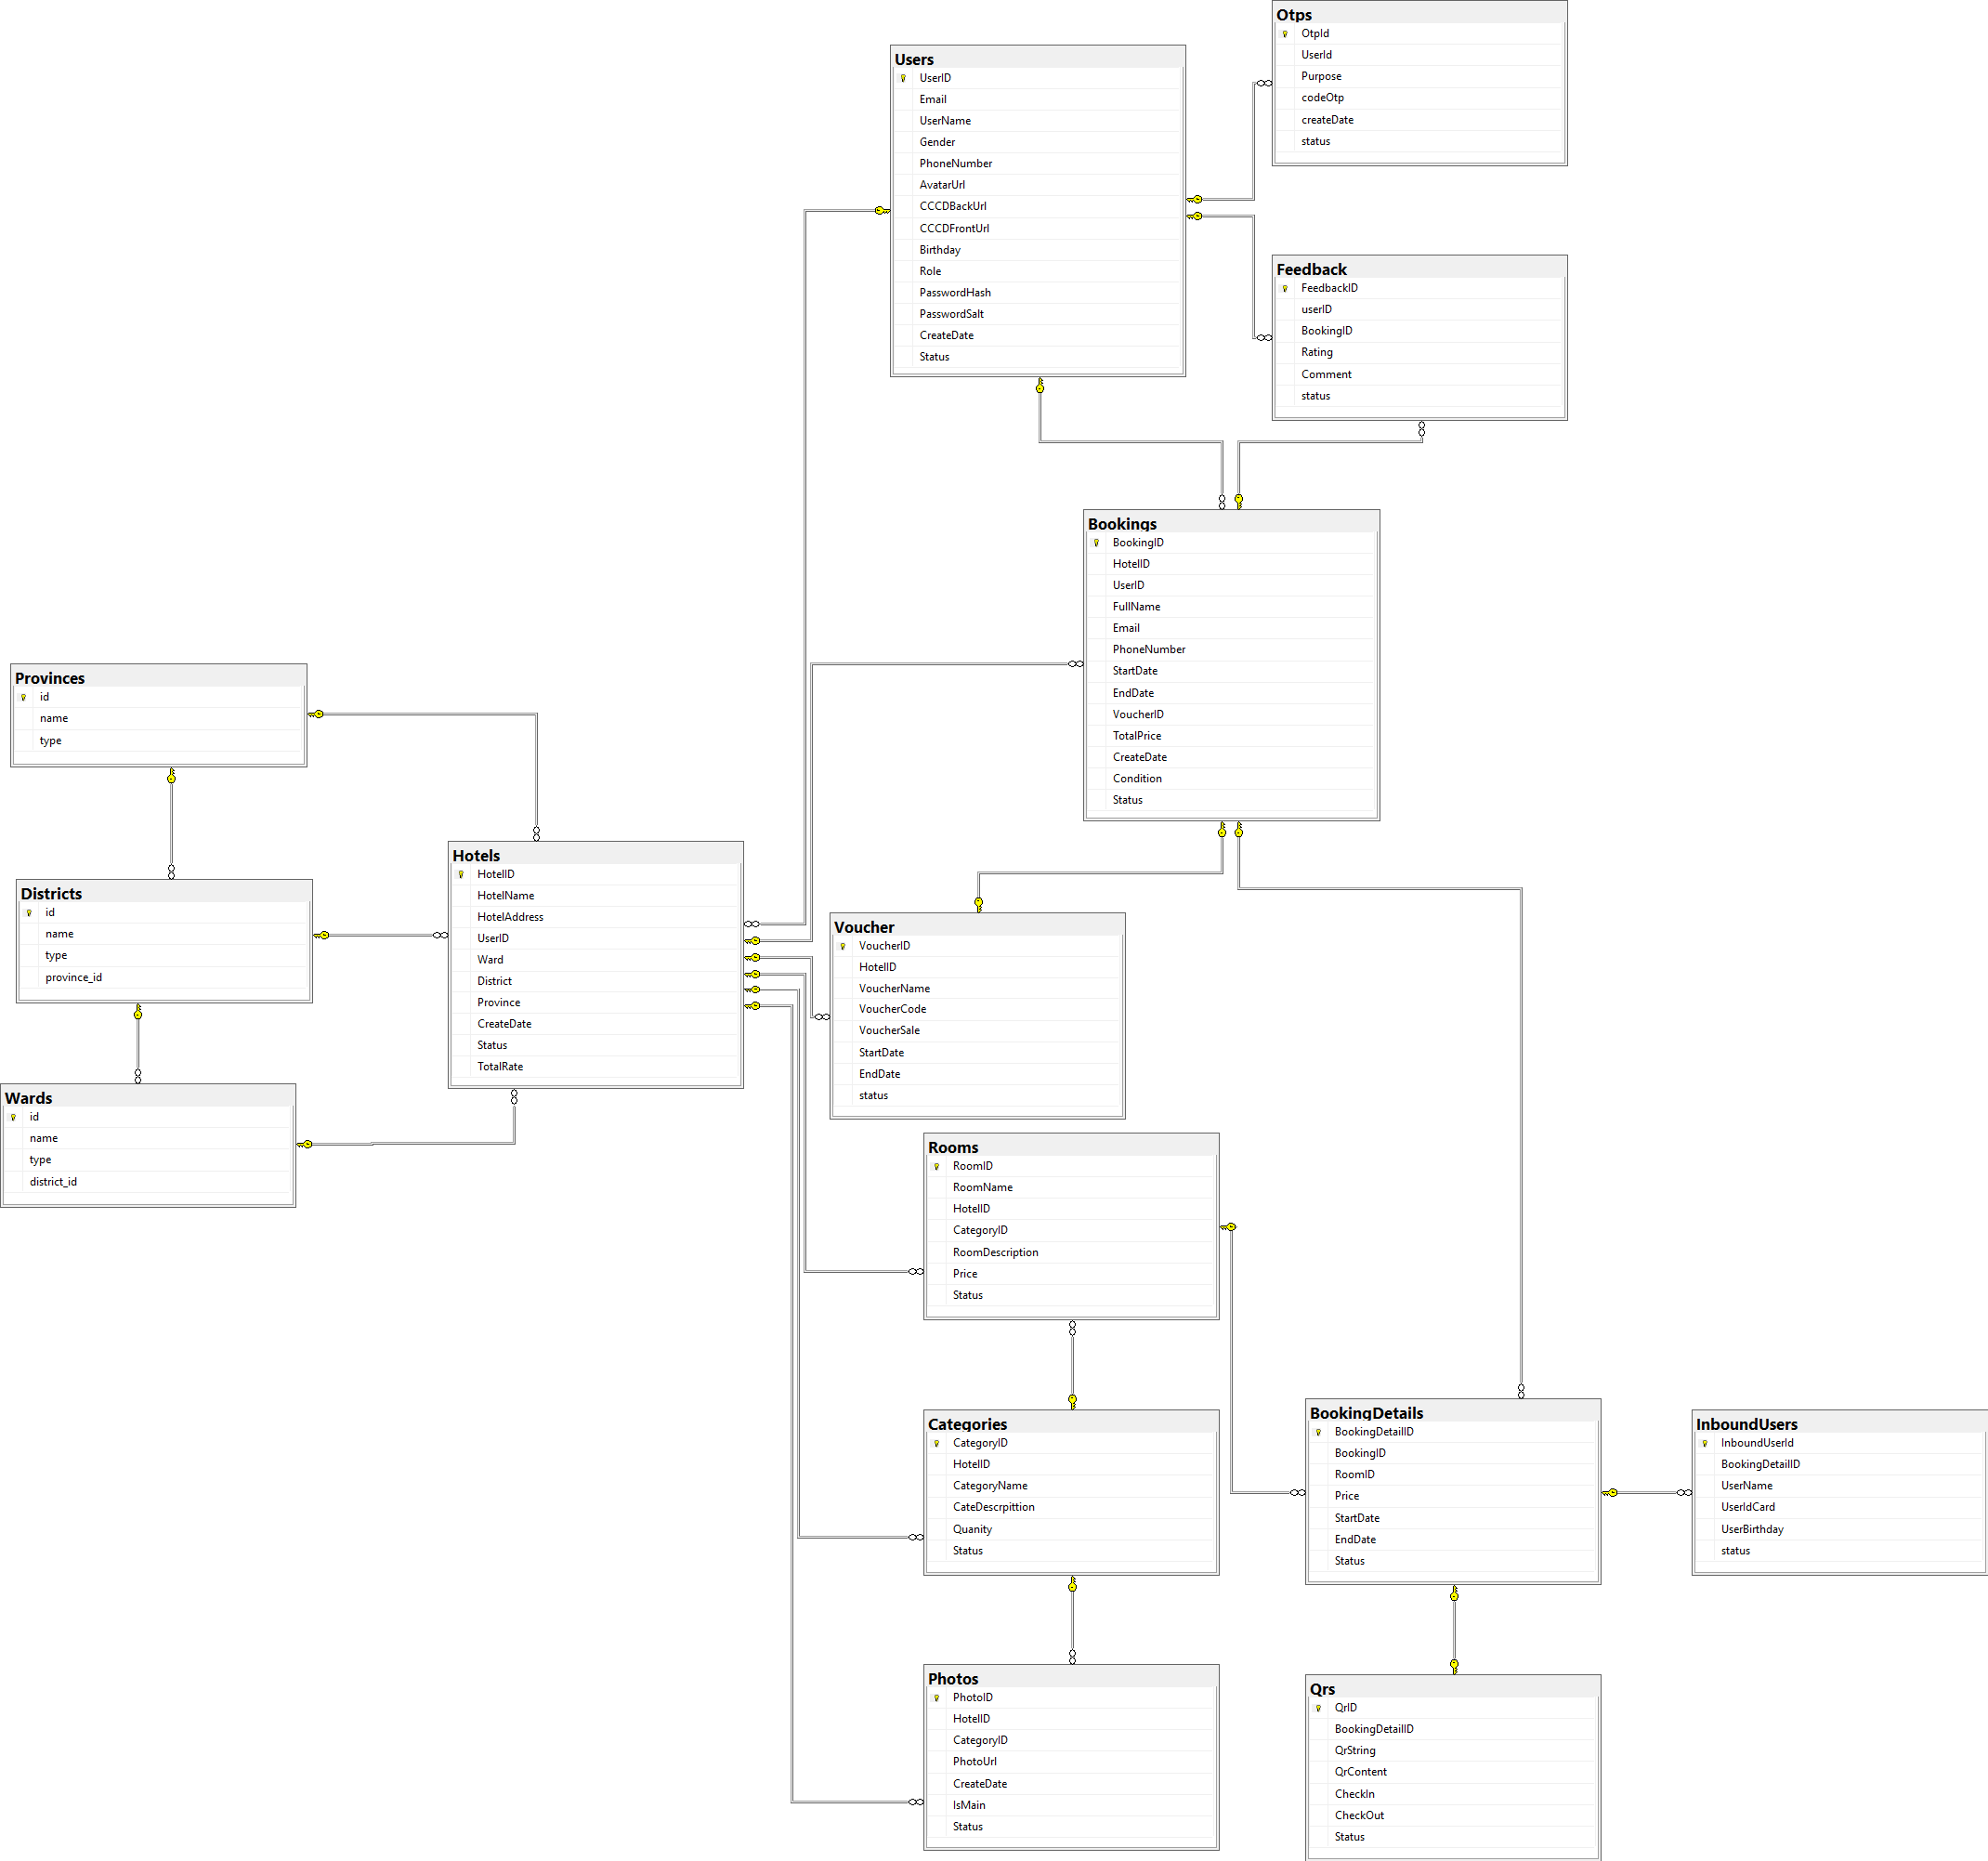 Otps
OtpId
UserId
Purpose
codeOtp
createDate
status
Users
UserID
Email
UserName
Gender
PhoneNumber
AvatarUrl
CCCDBackUrl
CCCDFrontUrl
Birthday
Role
PasswordHash
PasswordSalt
CreateDate
Status
Feedback
FeedbackID
userID
BookingID
Rating
Comment
status
Bookings
BookingID
HotelID
UserID
FullName
Email
PhoneNumber
StartDate
EndDate
VoucherID
TotalPrice
CreateDate
Condition
Status
Provinces
id
name
type
Districts
id
name
type
province_id
Wards
id
name
type
district_id
Hotels
HotelID
HotelName
HotelAddress
UserID
Ward
District
Province
CreateDate
Status
TotalRate
Voucher
VoucherID
HotelID
VoucherName
VoucherCode
VoucherSale
StartDate
EndDate
status
Rooms
RoomID
RoomName
HotelID
CategoryID
RoomDescription
Price
Status
Categories
CategoryID
HotelID
CategoryName
CateDescrpittion
Quanity
Status
BookingDetails
BookingDetailID
BookingID
RoomID
Price
StartDate
EndDate
Status
InboundUsers
InboundUserId
BookingDetailID
UserName
UserIdCard
UserBirthday
status
Photos
PhotoID
HotelID
CategoryID
PhotoUrl
CreateDate
IsMain
Status
Qrs
QrID
BookingDetailID
QrString
QrContent
CheckIn
CheckOut
Status